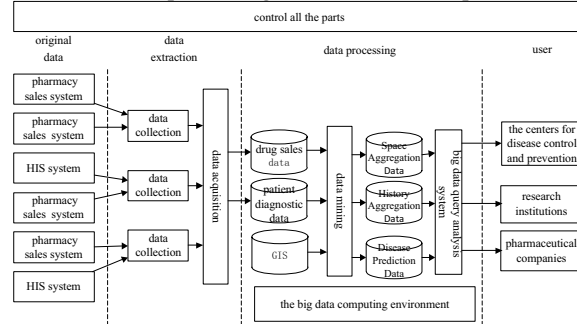 control all the parts
original
data
data
extraction
data processing
user
pharmacy
sales system
pharmacy
sales system
HIS system
pharmacy
sales system
pharmacy
sales system
HIS system
data
collection
data
collection
data
collection
data acquisition
drug sales
data
patient
diagnostic data
GIS
data mining
Space
Aggregation
Data
History
Aggregation
Data
Disease
Prediction
Data
big data query analysis
system
the centers for
disease control
and prevention
research
institutions
pharmaceutical
companies
the big data computing environment